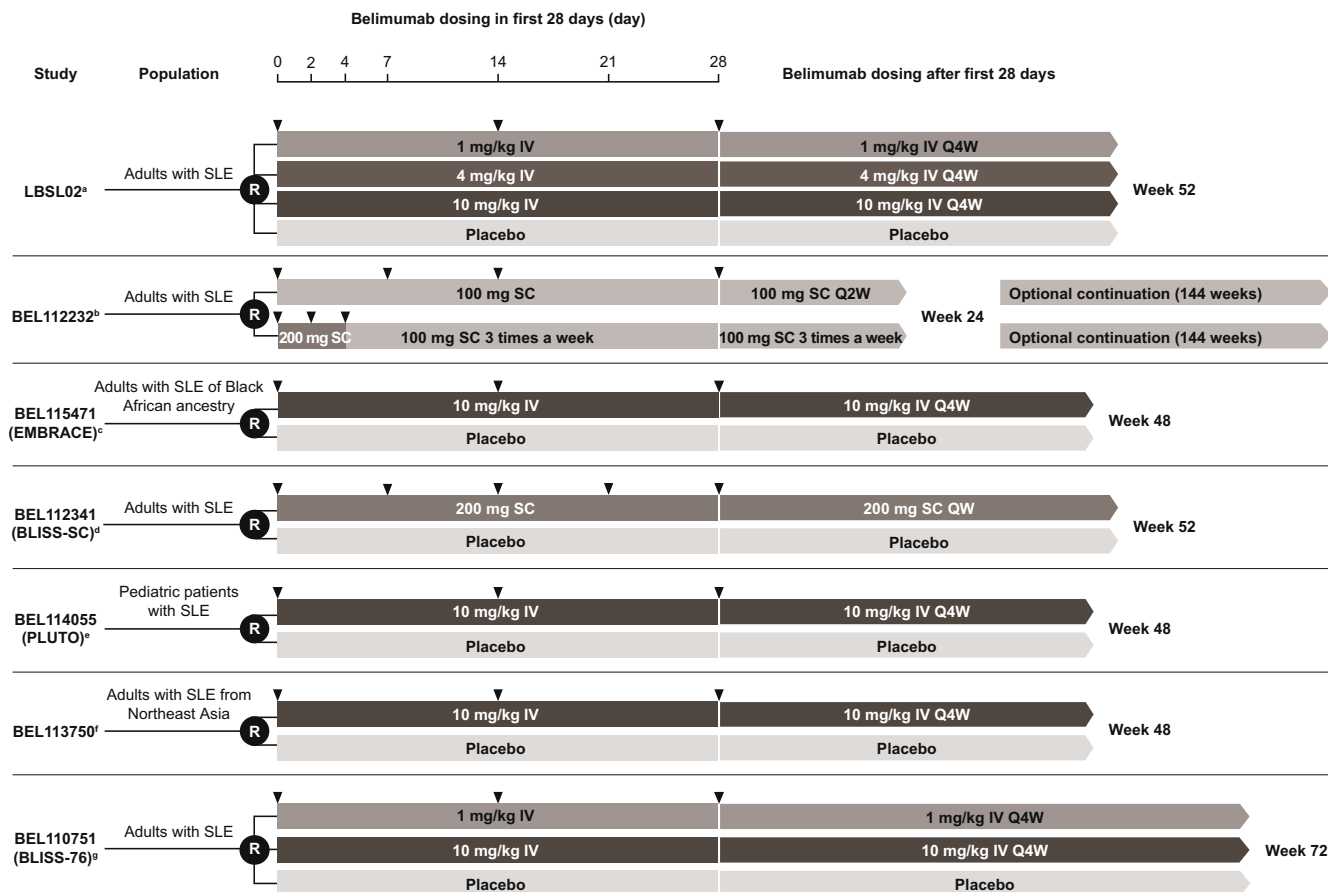 Belimumab dosing in first 28 days (day)
Study
Population
0 2 4 7 14 21 28
Belimumab dosing after first 28 days
LBSL02ᵃ
Adults with SLE
R
1 mg/kg IV
1 mg/kg IV Q4W
4 mg/kg IV
4 mg/kg IV Q4W
10 mg/kg IV
10 mg/kg IV Q4W
Placebo
Placebo
Week 52
BEL112232ᵇ
Adults with SLE
R
100 mg SC
100 mg SC Q2W
200 mg SC
100 mg SC 3 times a week
100 mg SC 3 times a week
Week 24
Optional continuation (144 weeks)
Optional continuation (144 weeks)
BEL115471
(EMBRACE)ᶜ
Adults with SLE of Black
African ancestry
R
10 mg/kg IV
10 mg/kg IV Q4W
Placebo
Placebo
Week 48
BEL112341
(BLISS-SC)ᵈ
Adults with SLE
R
200 mg SC
200 mg SC QW
Placebo
Placebo
Week 52
BEL114055
(PLUTO)ᵉ
Pediatric patients
with SLE
R
10 mg/kg IV
10 mg/kg IV Q4W
Placebo
Placebo
Week 48
BEL113750ᶠ
Adults with SLE from
Northeast Asia
R
10 mg/kg IV
10 mg/kg IV Q4W
Placebo
Placebo
Week 48
BEL110751
(BLISS-76)ᵍ
Adults with SLE
R
1 mg/kg IV
1 mg/kg IV Q4W
10 mg/kg IV
10 mg/kg IV Q4W
Placebo
Placebo
Week 72